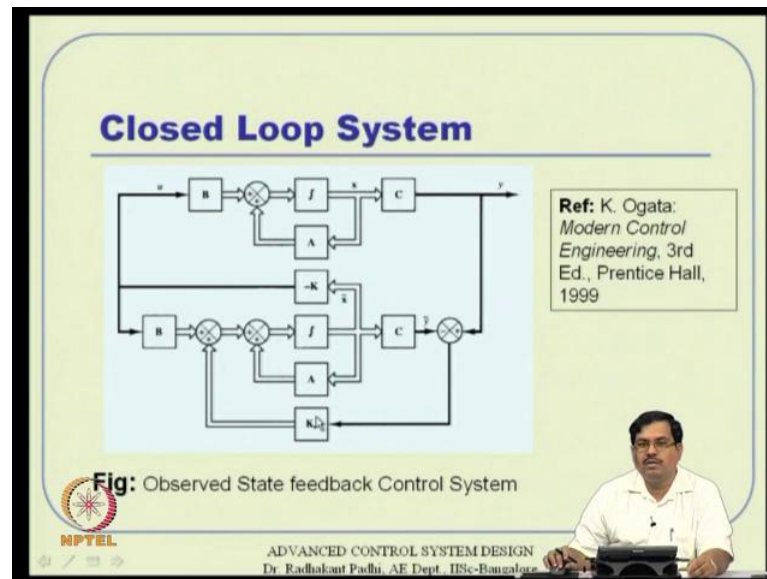 Closed Loop System
u
B
∫
x
C
y
A
-K
x̃
B
∫
C
ỹ
A
Ref: K. Ogata:
Modern Control
Engineering, 3rd
Ed., Prentice Hall,
1999
Fig: Observed State feedback Control System
NPTEL
ADVANCED CONTROL SYSTEM DESIGN
Dr. Radhakant Padhi, AE Dept., IISc-Bangalore